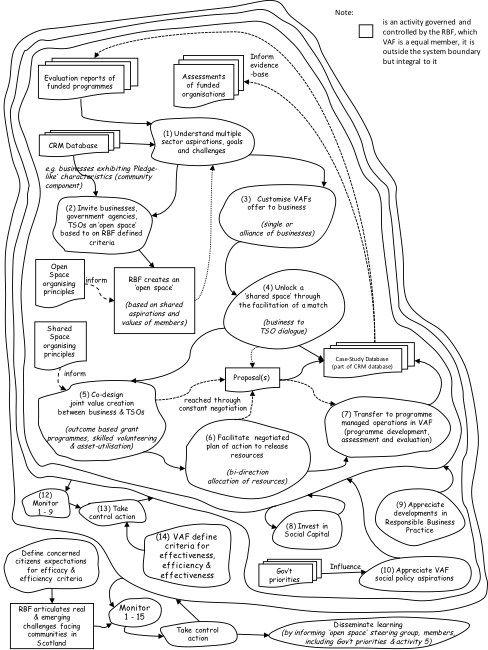 Note:
is an activity governed and
controlled by the RBF, which
VAF is a equal member, it is
outside the system boundary
but integral to it
Evaluation reports of
funded programmes
Assessments
of funded
organisations
Inform
evidence
-base
CRM Database
(1) Understand multiple
sector aspirations, goals
and challenges
e.g. businesses exhibiting Pledge-
like' characteristics (community
component)
(2) Invite businesses,
government agencies,
TSOs an 'open space'
based to on RBF defined
criteria
(3) Customise VAFs
offer to business
(single or
alliance of businesses)
Open
Space
organising
principles
inform
RBF creates an
'open space'
(based on shared
aspirations and
values of members)
(4) Unlock a
'shared space' through
the facilitation of a match
(business to
TSO dialogue)
Shared
Space
organising
principles
inform
Case-Study Database
(part of CRM database)
Proposal(s)
(5) Co-design
joint value creation
between business & TSOs
(outcome based grant
programmes, skilled volunteering
& asset-utilisation)
reached through
constant negotiation
(7) Transfer to programme
managed operations in VAF
(programme development,
assessment and evaluation)
(6) Facilitate negotiated
plan of action to release
resources
(bi-direction
allocation of resources)
(12)
Monitor
1 - 9
(13) Take
control action
(14) VAF define
criteria for
effectiveness,
efficiency &
effectiveness
(8) Invest in
Social Capital
(9) Appreciate
developments in
Responsible Business
Practice
Gov't
priorities
Influence
(10) Appreciate VAF
social policy aspirations
Define concerned
citizens expectations
for efficacy &
efficiency criteria
RBF articulates real
& emerging
challenges facing
communities in
Scotland
Monitor
1 - 15
Take control
action
Disseminate learning
(by informing 'open space' steering group, members,
including Gov't priorities & activity 5)